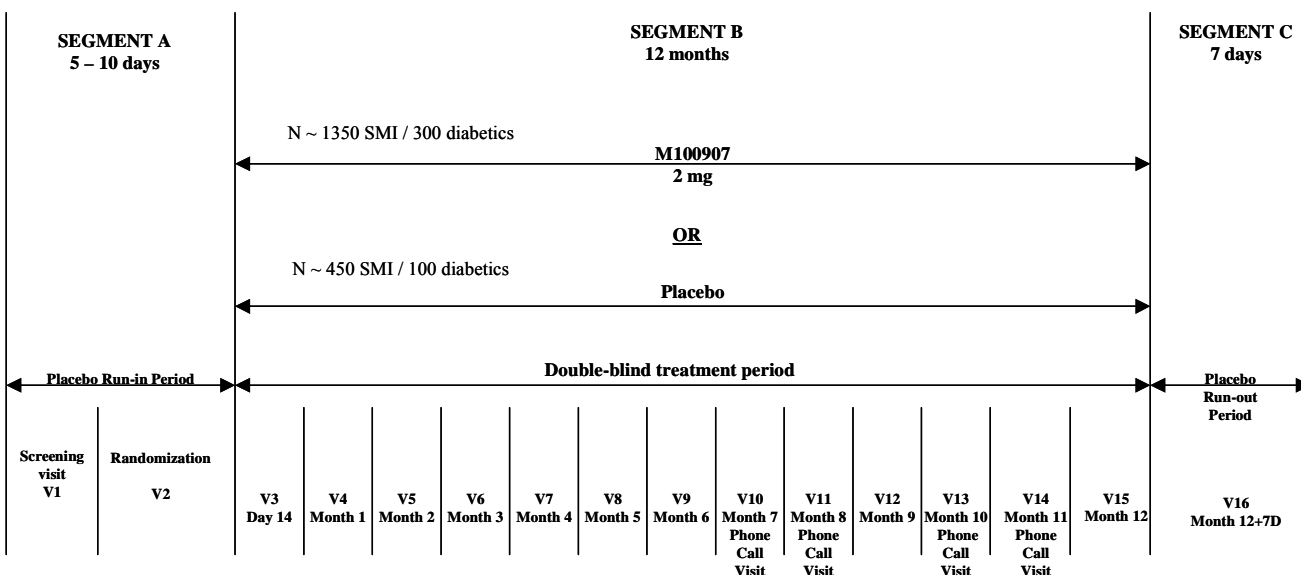 SEGMENT A
5 – 10 days
SEGMENT B
12 months
SEGMENT C
7 days
N ~ 1350 SMI / 300 diabetics
M100907
2 mg
OR
N ~ 450 SMI / 100 diabetics
Placebo
Placebo Run-in Period
Double-blind treatment period
Placebo
Run-out
Period
Screening
visit
V1
Randomization
V2
V3
Day 14
V4
Month 1
V5
Month 2
V6
Month 3
V7
Month 4
V8
Month 5
V9
Month 6
V10
Month 7
Phone
Call
Visit
V11
Month 8
Phone
Call
Visit
V12
Month 9
V13
Month 10
Phone
Call
Visit
V14
Month 11
Phone
Call
Visit
V15
Month 12
V16
Month 12+7D